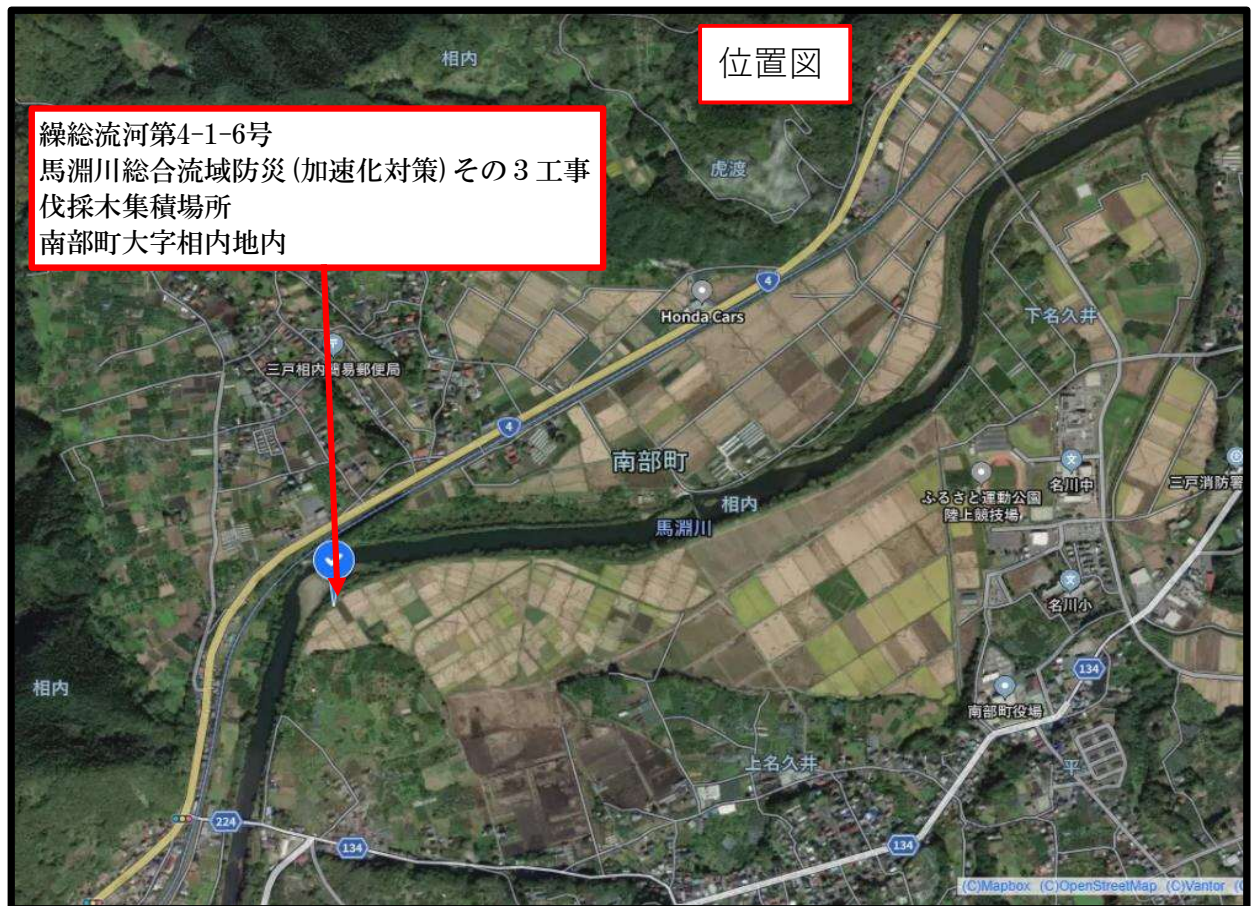 位置図
繰総流河第4-1-6号
馬淵川総合流域防災(加速化対策)その3工事
伐採木集積場所
南部町大字相内地内
相内
虎渡
4
Honda Cars
下名久井
三戸相内簡易郵便局
4
南部町
相内
馬淵川
ふるさと運動公園
陸上競技場
文
名川中
三戸消防署
文
名川小
134
相内
南部町役場
上名久井
平
224
134
134
(C)Mapbox (C)OpenStreetMap (C)Vantor (C